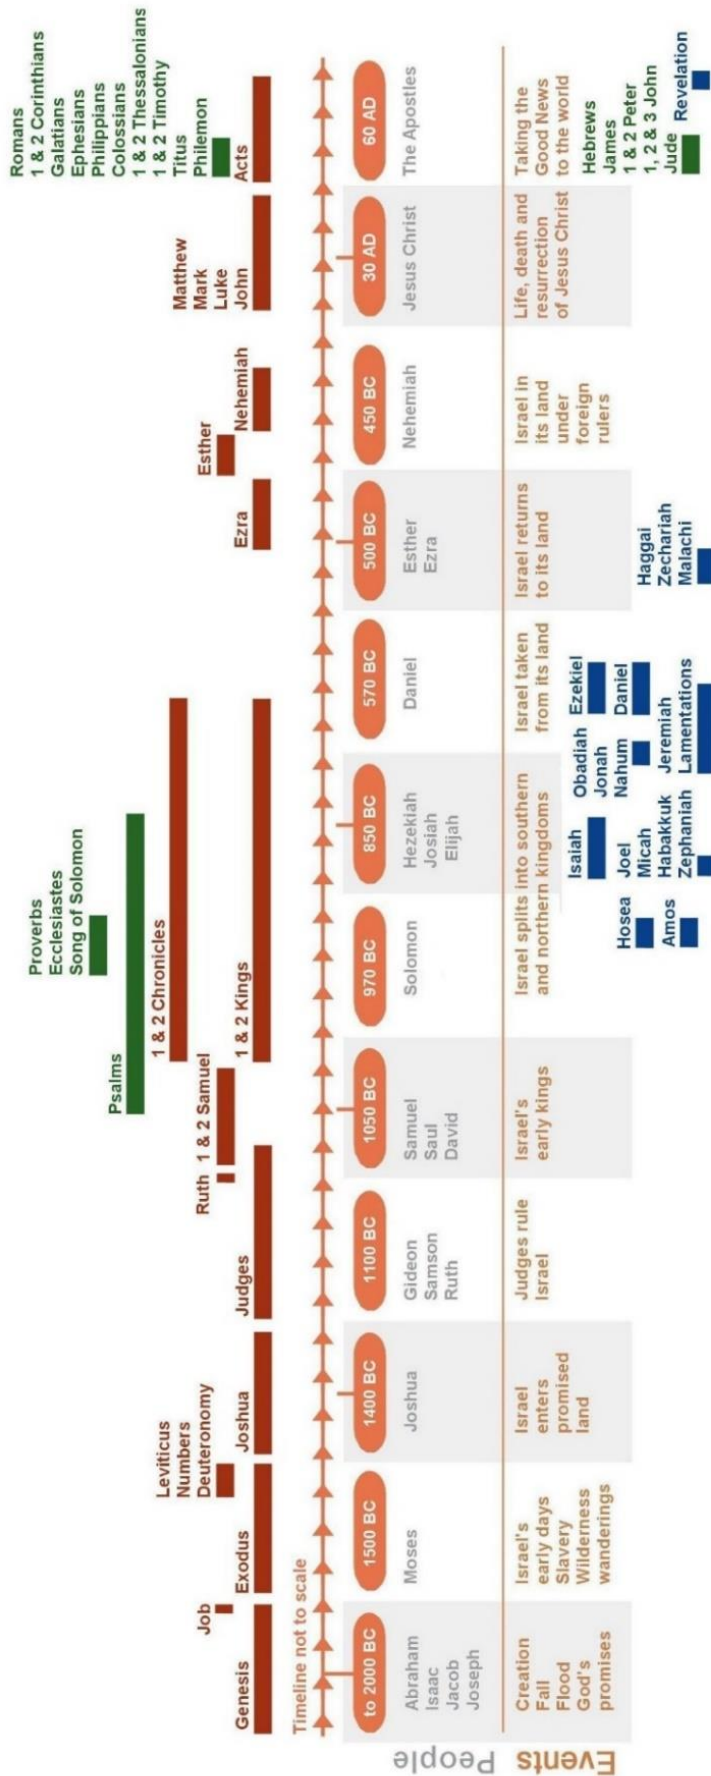 Proverbs
Ecclesiastes
Song of Solomon
Psalms
1 & 2 Chronicles
Romans
1 & 2 Corinthians
Galatians
Ephesians
Philippians
Colossians
1 & 2 Thessalonians
1 & 2 Timothy
Titus
Philemon
Job
Leviticus
Numbers
Deuteronomy
Ruth
1 & 2 Samuel
Esther
Matthew
Mark
Luke
John
Genesis
Exodus
Joshua
Judges
1 & 2 Kings
Ezra
Nehemiah
Acts
Timeline not to scale
to 2000 BC
1500 BC
1400 BC
1100 BC
1050 BC
970 BC
850 BC
570 BC
500 BC
450 BC
30 AD
60 AD
People
Abraham
Isaac
Jacob
Joseph
Moses
Joshua
Gideon
Samson
Ruth
Samuel
Saul
David
Solomon
Hezekiah
Josiah
Elijah
Daniel
Esther
Ezra
Nehemiah
Jesus Christ
The Apostles
Events
Creation
Fall
Flood
God's
promises
Israel's
early days
Slavery
Wilderness
wanderings
Israel
enters
promised
land
Judges rule
Israel
Israel's
early kings
Israel splits into southern
and northern kingdoms
Israel taken
from its land
Israel returns
to its land
Israel in
its land
under
foreign
rulers
Life, death and
resurrection
of Jesus Christ
Taking the
Good News
to the world
Hosea
Amos
Isaiah
Joel
Micah
Habakkuk
Zephaniah
Obadiah
Jonah
Nahum
Jeremiah
Lamentations
Ezekiel
Daniel
Haggai
Zechariah
Malachi
Hebrews
James
1 & 2 Peter
1, 2 & 3 John
Jude
Revelation